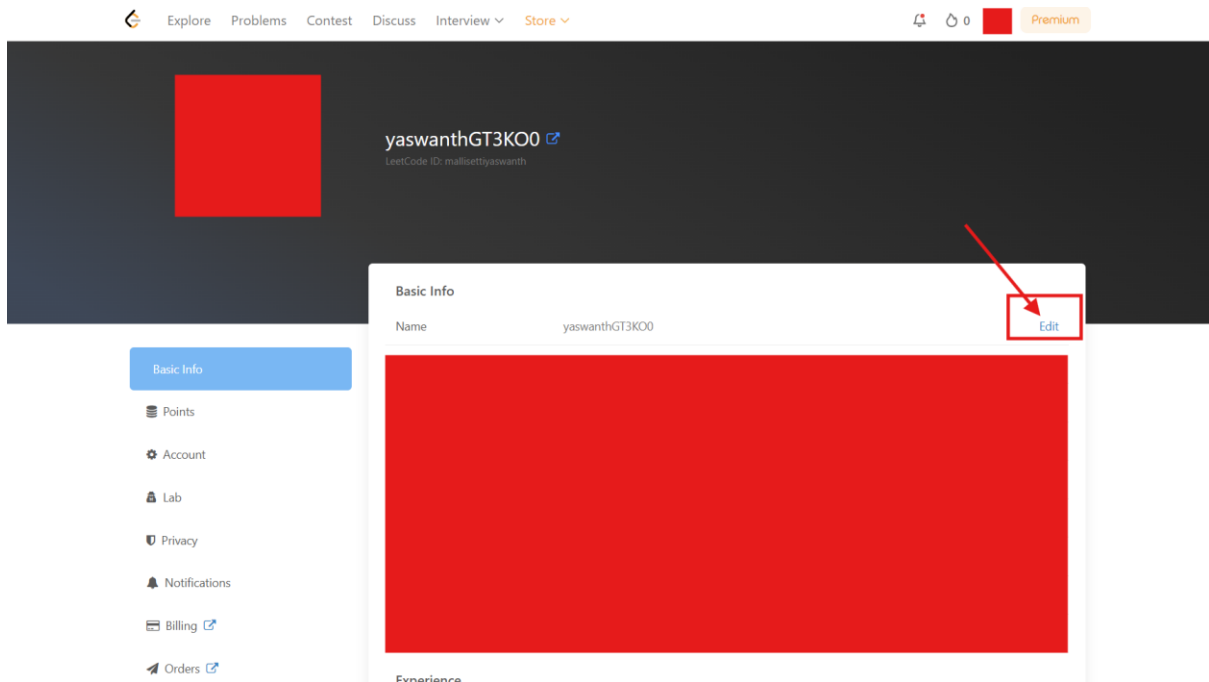 Explore Problems Contest Discuss Interview Store 0 Premium
yaswanthGT3KO0
LeetCode ID: mallisettiyaswanth
Basic Info
Name yaswanthGT3KO0 Edit
Basic Info
Points
Account
Lab
Privacy
Notifications
Billing
Orders
Experience